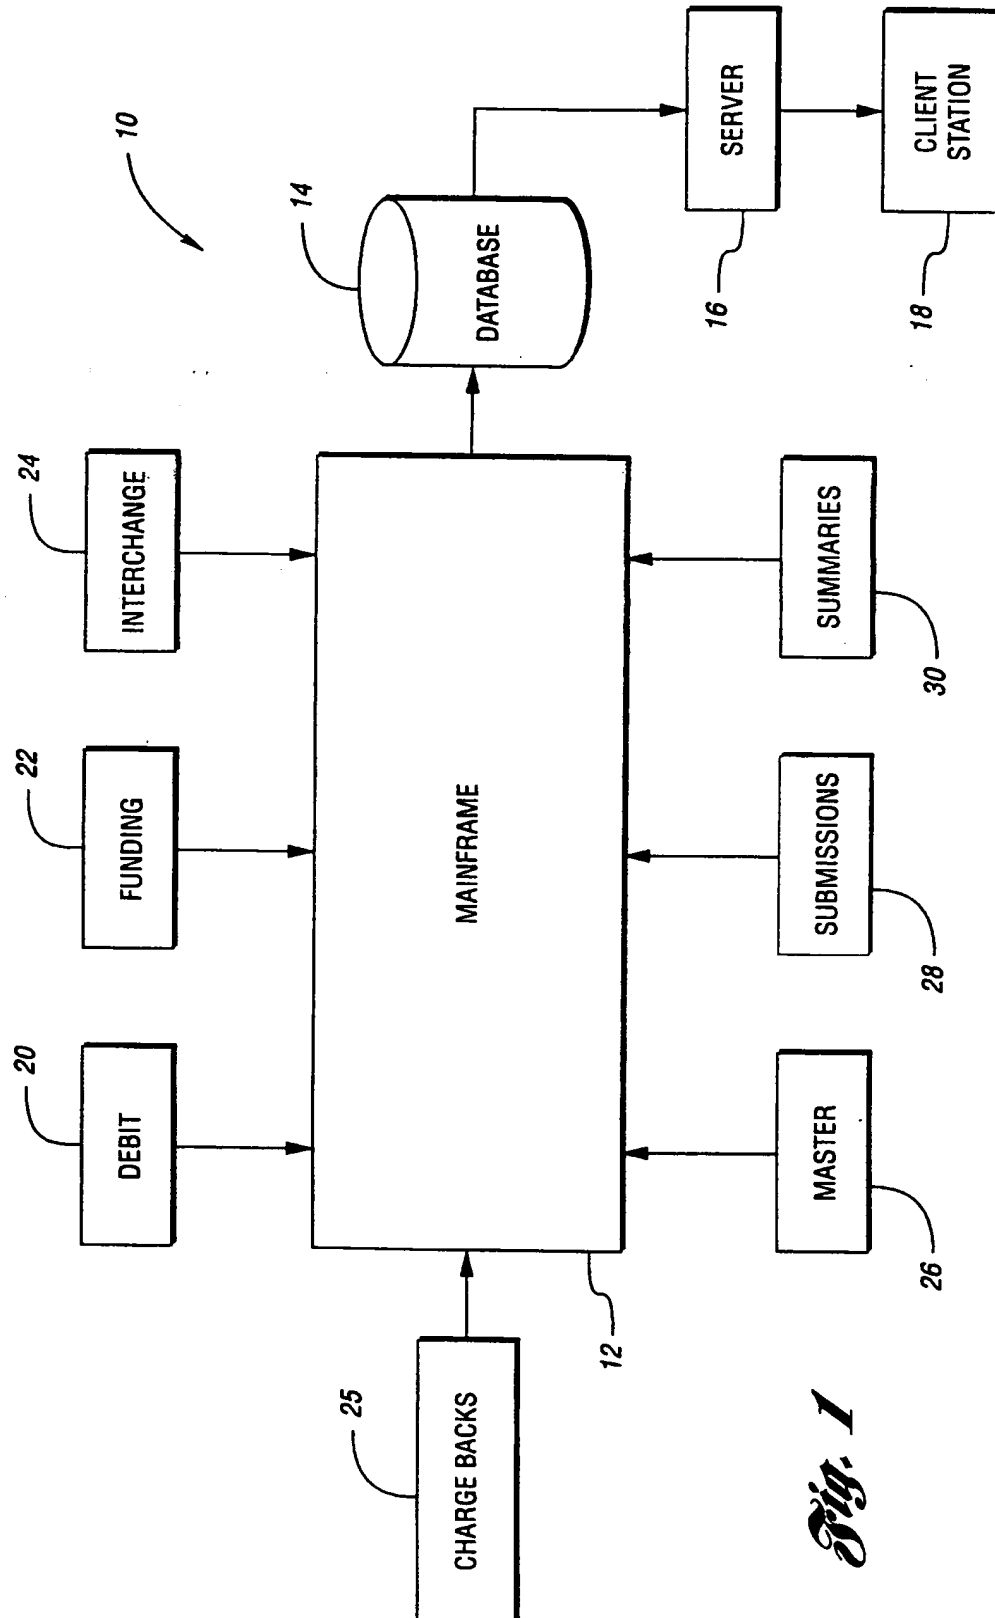 10
20
22
24
DEBIT
FUNDING
INTERCHANGE
14
25
CHARGE BACKS
MAINFRAME
DATABASE
12
16
SERVER
MASTER
SUBMISSIONS
SUMMARIES
26
28
30
18
CLIENT
STATION
Fig. 1